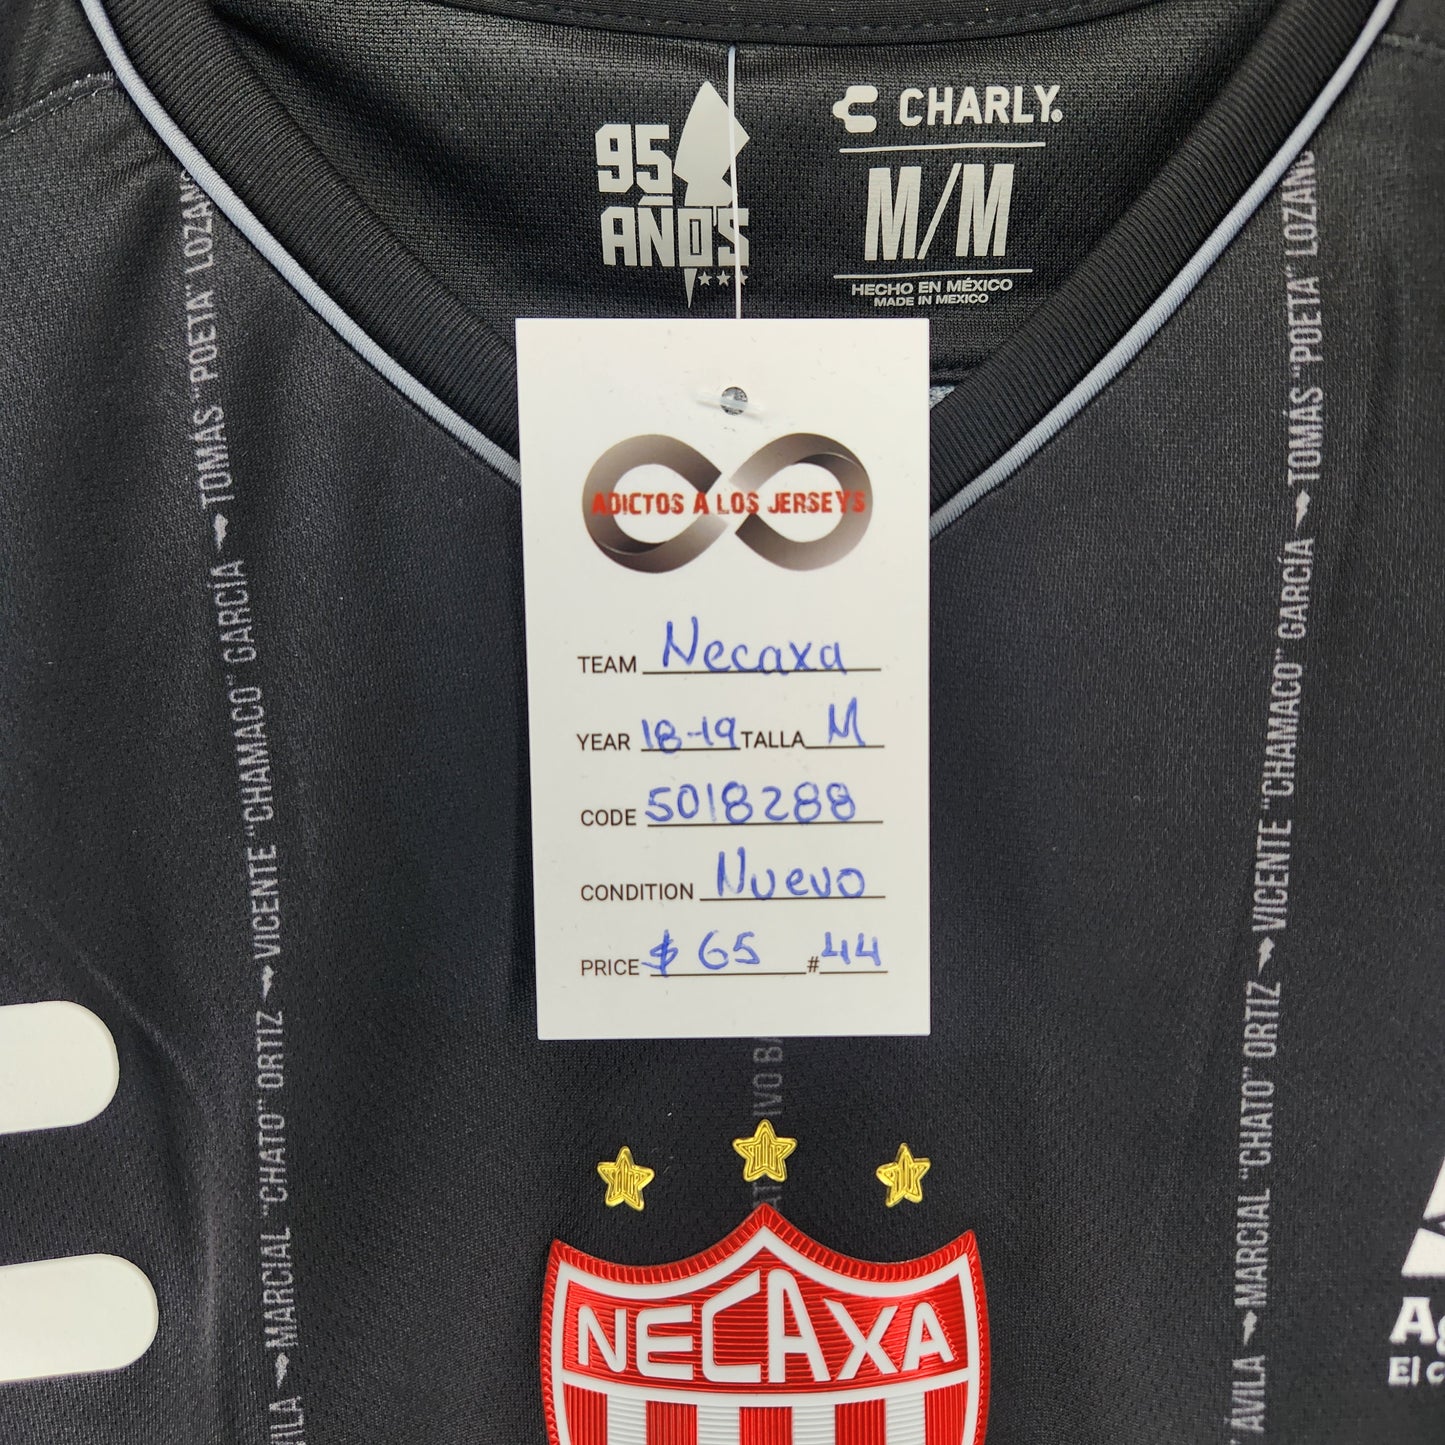 95 AÑOS
CHARLY.
M/M
HECHO EN MÉXICO
MADE IN MEXICO
ADICTOS A LOS JERSEYS
TEAM Necaxa
YEAR 18-19 TALLA M
CODE 5018288
CONDITION Nuevo
PRICE $ 65 #44
ÁVILA MARCIAL "CHATO" ORTIZ VICENTE "CHAMACO" GARCÍA TOMÁS "POETA" LOZANO
ÁVILA MARCIAL "CHATO" ORTIZ VICENTE "CHAMACO" GARCÍA TOMÁS "POETA" LOZANO
NECAXA